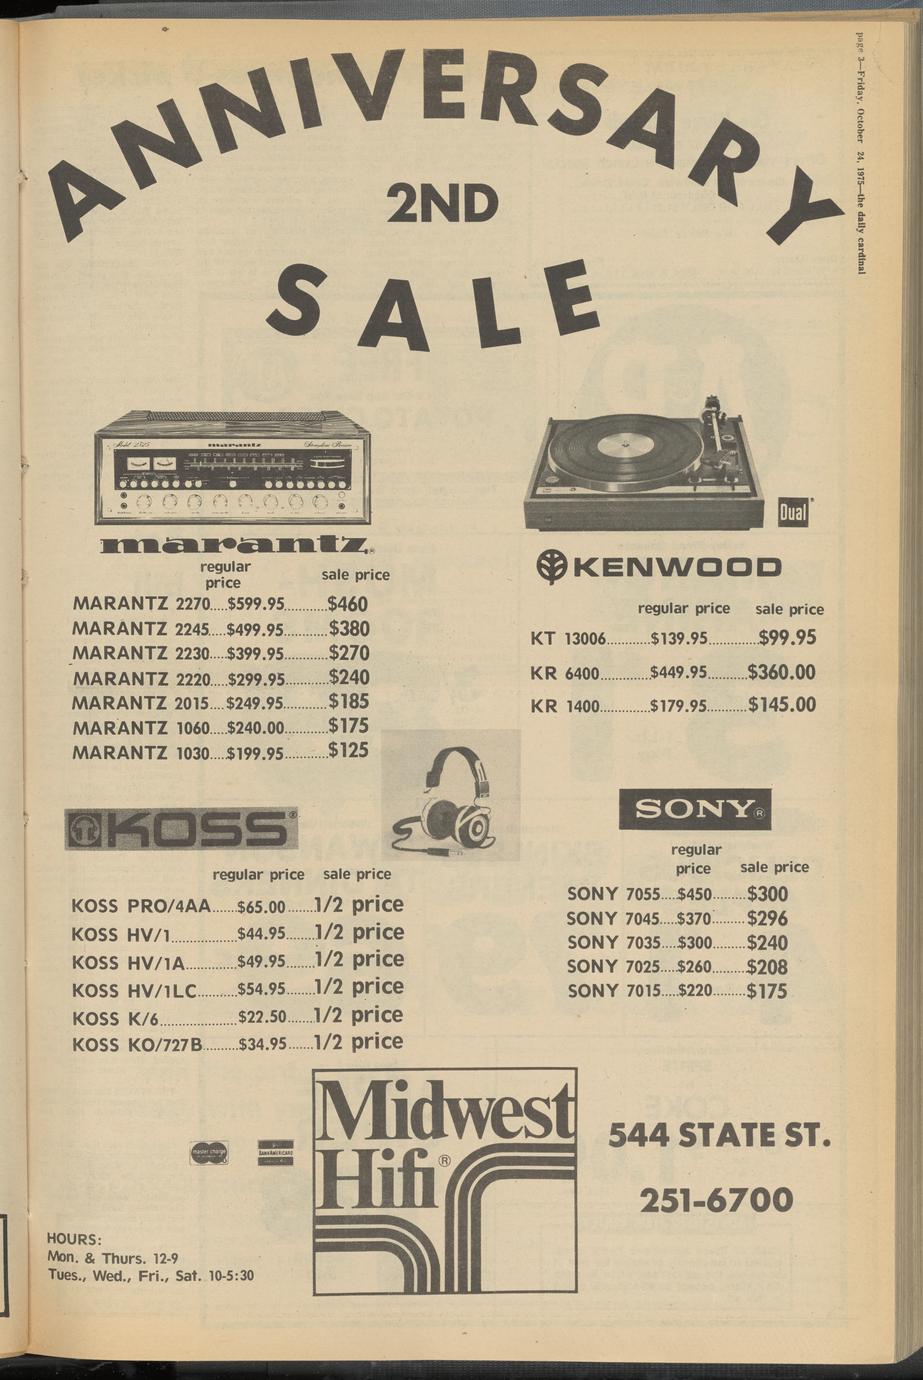 page 3—Friday, October 24, 1975—the daily cardinal
ANNIVERSARY
2ND
SALE
marantz
Dual®
marantz®
regular price sale price
MARANTZ 2270....$599.95...........$460
MARANTZ 2245....$499.95...........$380
MARANTZ 2230....$399.95...........$270
MARANTZ 2220....$299.95...........$240
MARANTZ 2015....$249.95...........$185
MARANTZ 1060....$240.00...........$175
MARANTZ 1030....$199.95...........$125
KENWOOD
regular price sale price
KT 13006...........$139.95.............$99.95
KR 6400.............$449.95..........$360.00
KR 1400.............$179.95..........$145.00
KOSS®
regular price sale price
KOSS PRO/4AA......$65.00.......1/2 price
KOSS HV/1................$44.95.......1/2 price
KOSS HV/1A.............$49.95.......1/2 price
KOSS HV/1LC..........$54.95.......1/2 price
KOSS K/6...................$22.50.......1/2 price
KOSS KO/727B.........$34.95.......1/2 price
SONY®
regular
price sale price
SONY 7055....$450.........$300
SONY 7045....$370.........$296
SONY 7035....$300.........$240
SONY 7025....$260.........$208
SONY 7015....$220.........$175
Midwest
Hifi®
544 STATE ST.
251-6700
master charge
BANKAMERICARD
HOURS:
Mon. & Thurs. 12-9
Tues., Wed., Fri., Sat. 10-5:30